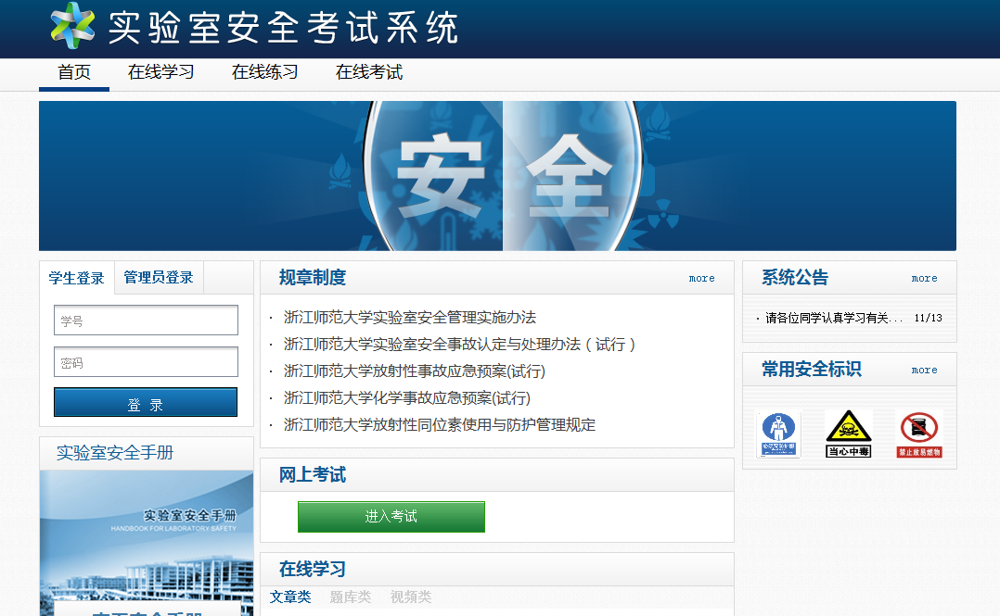 实验室安全考试系统
首页
在线学习
在线练习
在线考试
安全
学生登录
管理员登录
学号
密码
登 录
实验室安全手册
实验室安全手册
HANDBOOK FOR LABORATORY SAFETY
规章制度
more
· 浙江师范大学实验室安全管理实施办法
· 浙江师范大学实验室安全事故认定与处理办法（试行）
· 浙江师范大学放射性事故应急预案(试行)
· 浙江师范大学化学事故应急预案(试行)
· 浙江师范大学放射性同位素使用与防护管理规定
网上考试
进入考试
在线学习
文章类
题库类
视频类
系统公告
more
· 请各位同学认真学习有关... 11/13
常用安全标识
more
当心中毒
禁止放易燃物